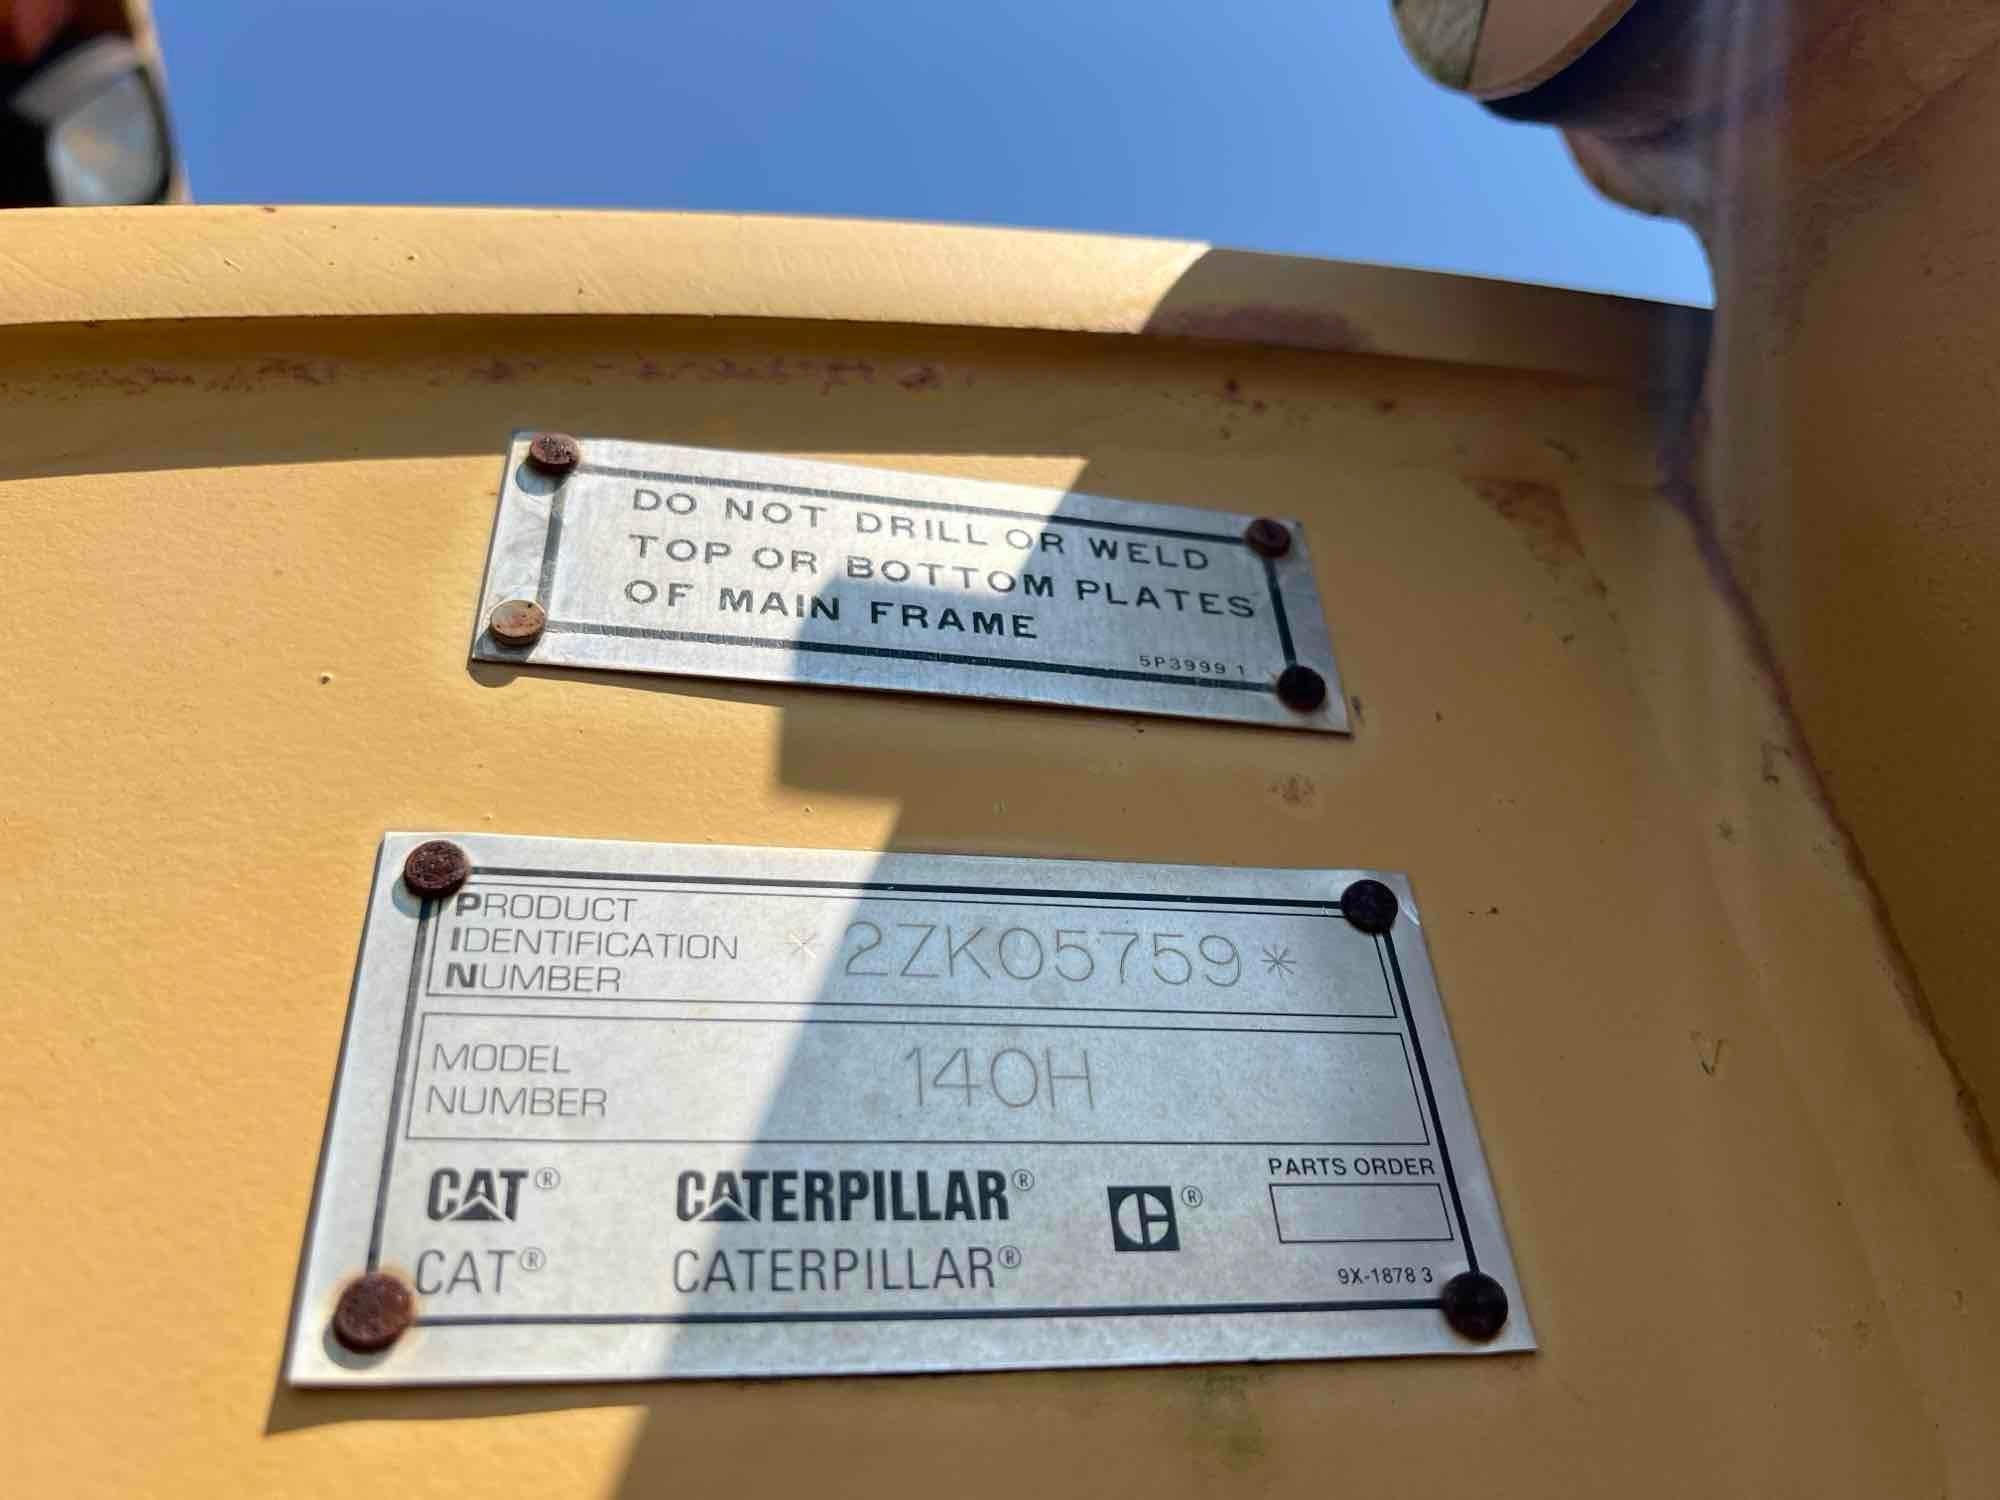 DO NOT DRILL OR WELD
TOP OR BOTTOM PLATES
OF MAIN FRAME
5P3999 1
PRODUCT
IDENTIFICATION
NUMBER
*2ZK05759*
MODEL
NUMBER
140H
CAT® CATERPILLAR® ®
CAT® CATERPILLAR®
PARTS ORDER
9X-1878 3